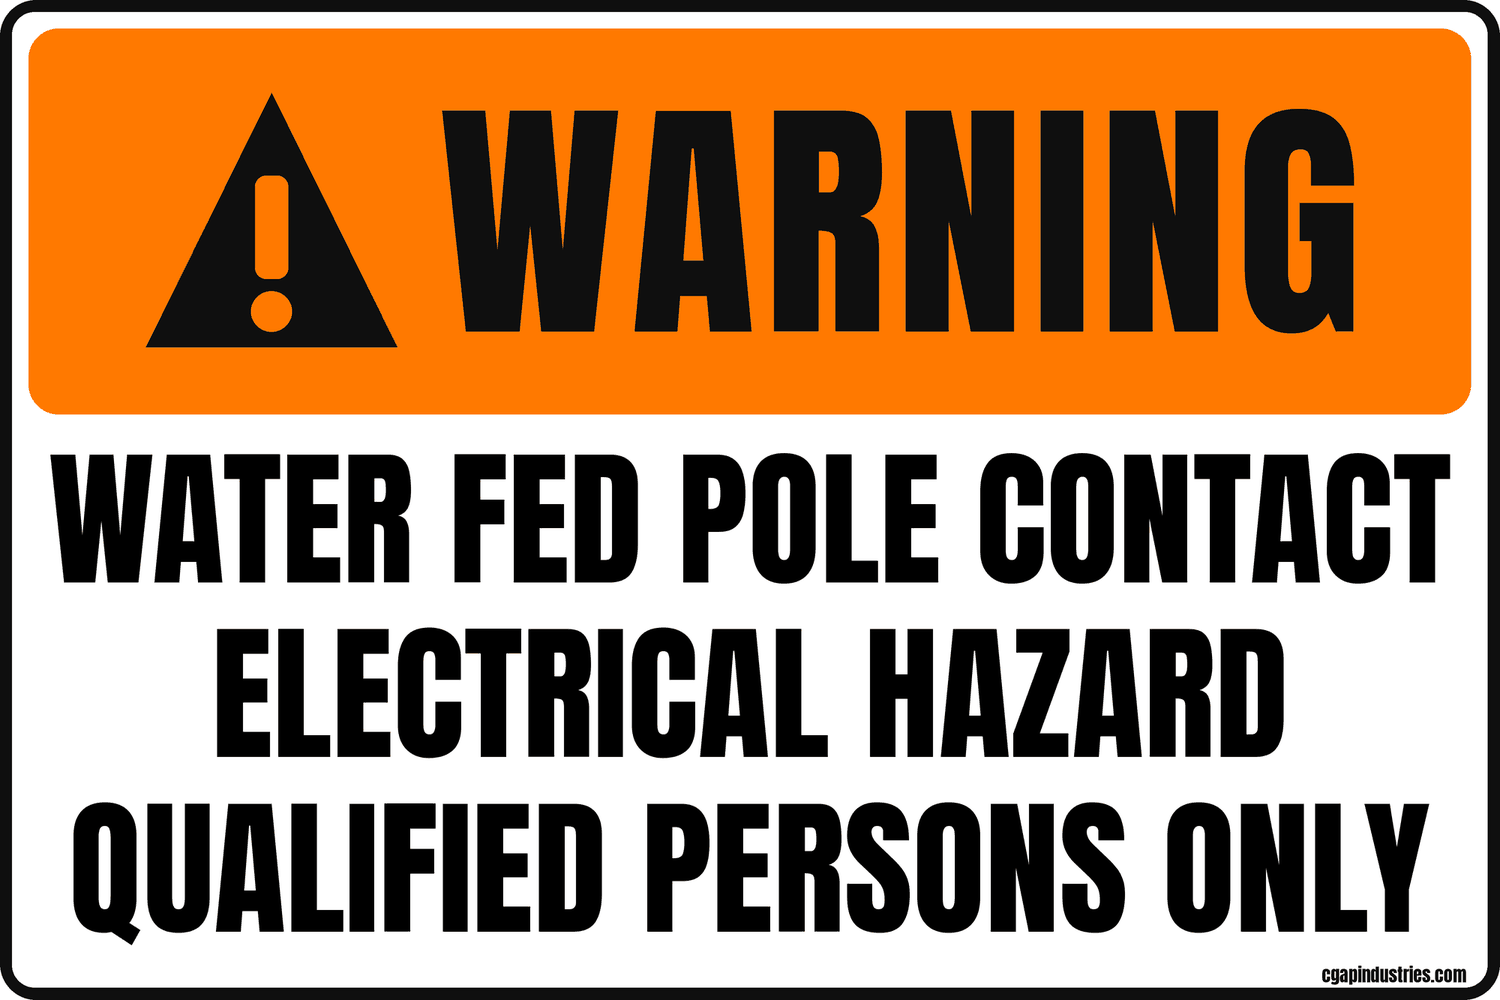 WARNING
WATER FED POLE CONTACT
ELECTRICAL HAZARD
QUALIFIED PERSONS ONLY
cgapindustries.com